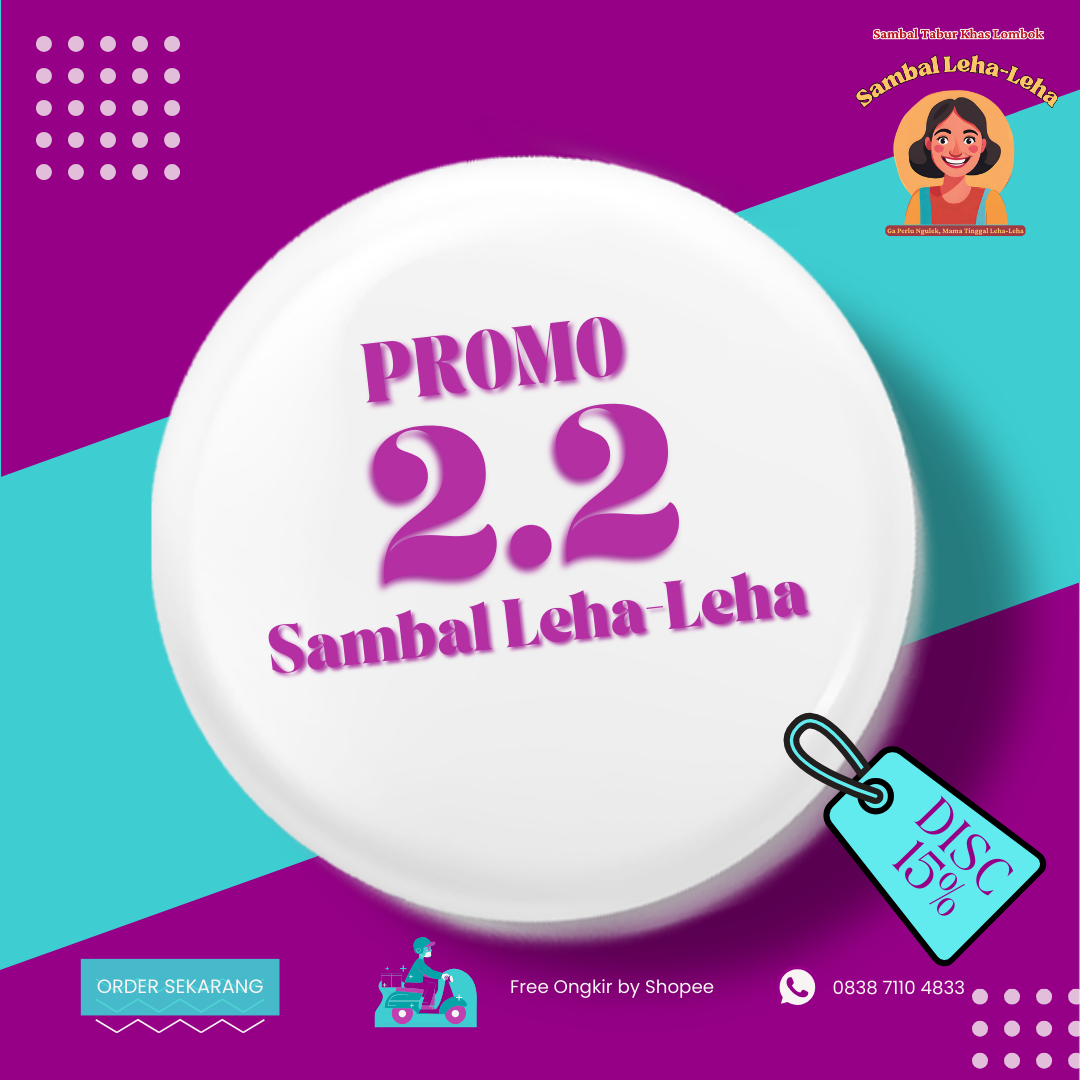 Sambal Tabur Khas Lombok
Sambal Leha-Leha
Ga Perlu Ngulek, Mama Tinggal Leha-Leha
PROMO
2.2
Sambal Leha-Leha
DISC
15%
ORDER SEKARANG
Free Ongkir by Shopee
0838 7110 4833